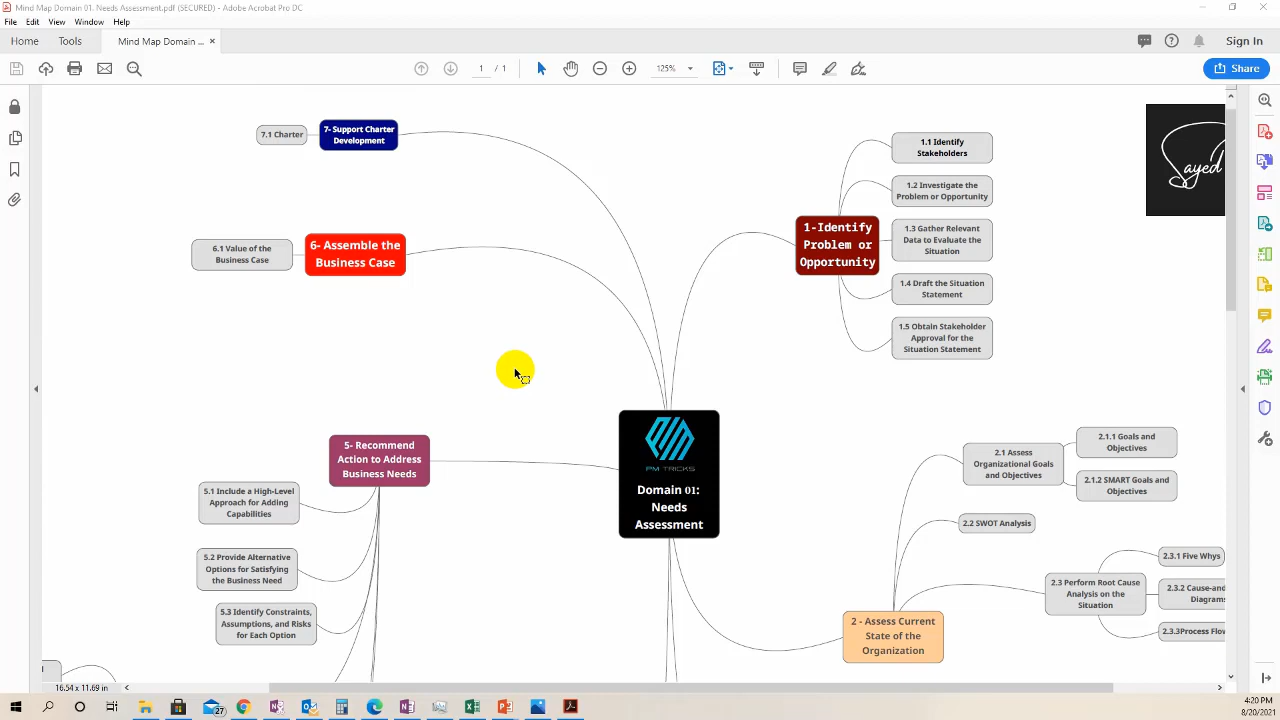 Mind Map Domain 01. Needs Assessment.pdf (SECURED) - Adobe Acrobat Pro DC
File Edit View Window Help
Home Tools Mind Map Domain ... × Sign In
1 / 1 125% Share
7.1 Charter
7- Support Charter
Development
6.1 Value of the
Business Case
6- Assemble the
Business Case
1-Identify
Problem or
Opportunity
1.1 Identify
Stakeholders
1.2 Investigate the
Problem or Opportunity
1.3 Gather Relevant
Data to Evaluate the
Situation
1.4 Draft the Situation
Statement
1.5 Obtain Stakeholder
Approval for the
Situation Statement
Sayed
5- Recommend
Action to Address
Business Needs
5.1 Include a High-Level
Approach for Adding
Capabilities
5.2 Provide Alternative
Options for Satisfying
the Business Need
5.3 Identify Constraints,
Assumptions, and Risks
for Each Option
PM TRICKS
Domain 01:
Needs
Assessment
2.1 Assess
Organizational Goals
and Objectives
2.1.1 Goals and
Objectives
2.1.2 SMART Goals and
Objectives
2.2 SWOT Analysis
2.3 Perform Root Cause
Analysis on the
Situation
2.3.1 Five Whys
2.3.2 Cause-and
Diagrams
2.3.3Process Flow
2 - Assess Current
State of the
Organization
16.54 x 11.69 in
27
4:20 PM
8/20/2021